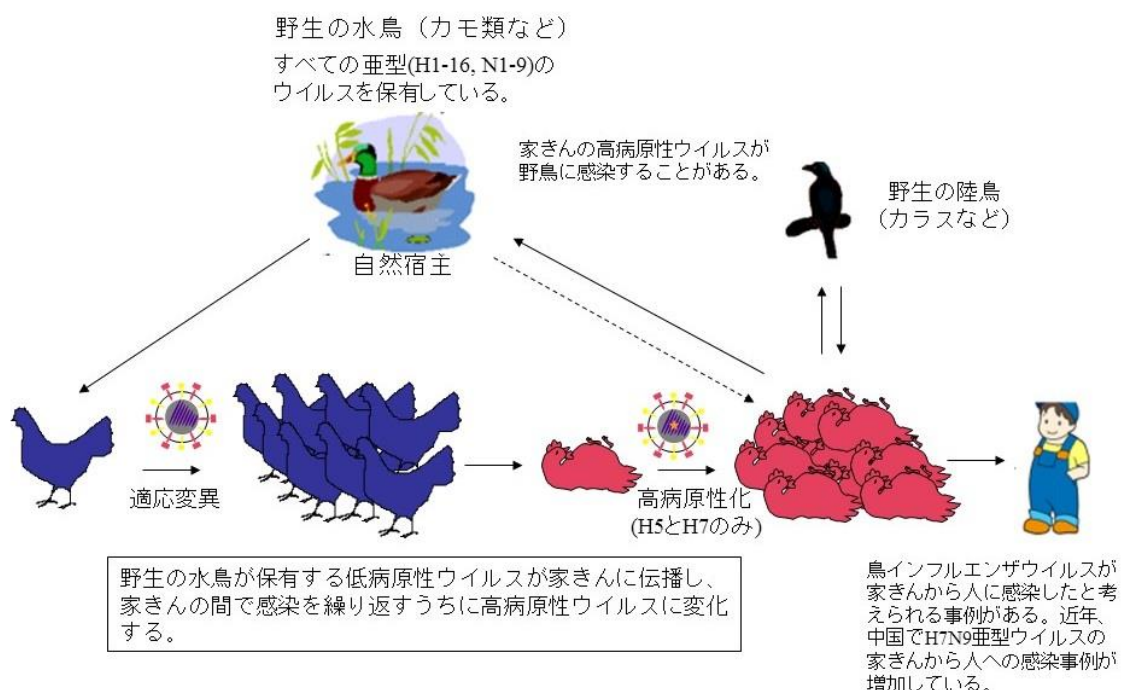 野生の水鳥（カモ類など）
すべての亜型(H1-16, N1-9)の
ウイルスを保有している。
家きんの高病原性ウイルスが
野鳥に感染することがある。
野生の陸鳥
（カラスなど）
自然宿主
適応変異
高病原性化
(H5とH7のみ)
野生の水鳥が保有する低病原性ウイルスが家きんに伝播し、
家きんの間で感染を繰り返すうちに高病原性ウイルスに変化
する。
鳥インフルエンザウイルスが
家きんから人に感染したと考
えられる事例がある。近年、
中国でH7N9亜型ウイルスの
家きんから人への感染事例が
増加している。